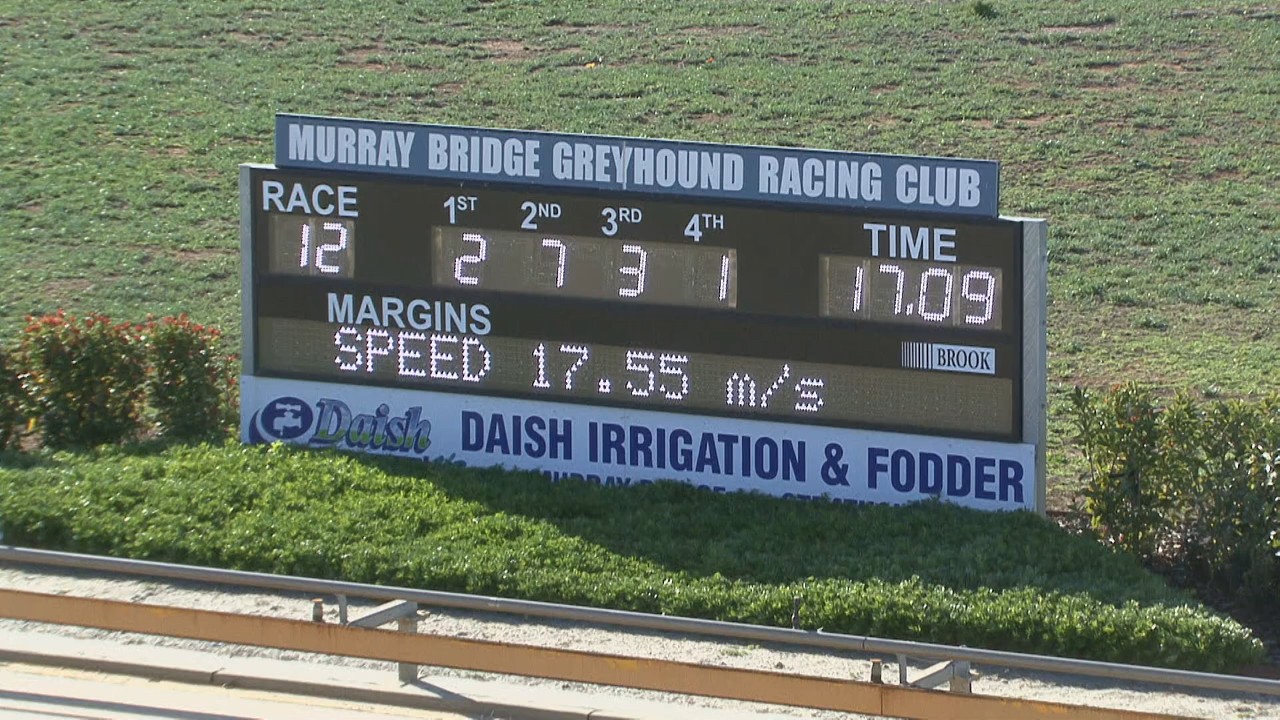 MURRAY BRIDGE GREYHOUND RACING CLUB
RACE 1ST 2ND 3RD 4TH TIME
12 2 7 3 1 17.09
MARGINS
SPEED 17.55 m/s
BROOK
Daish DAISH IRRIGATION & FODDER